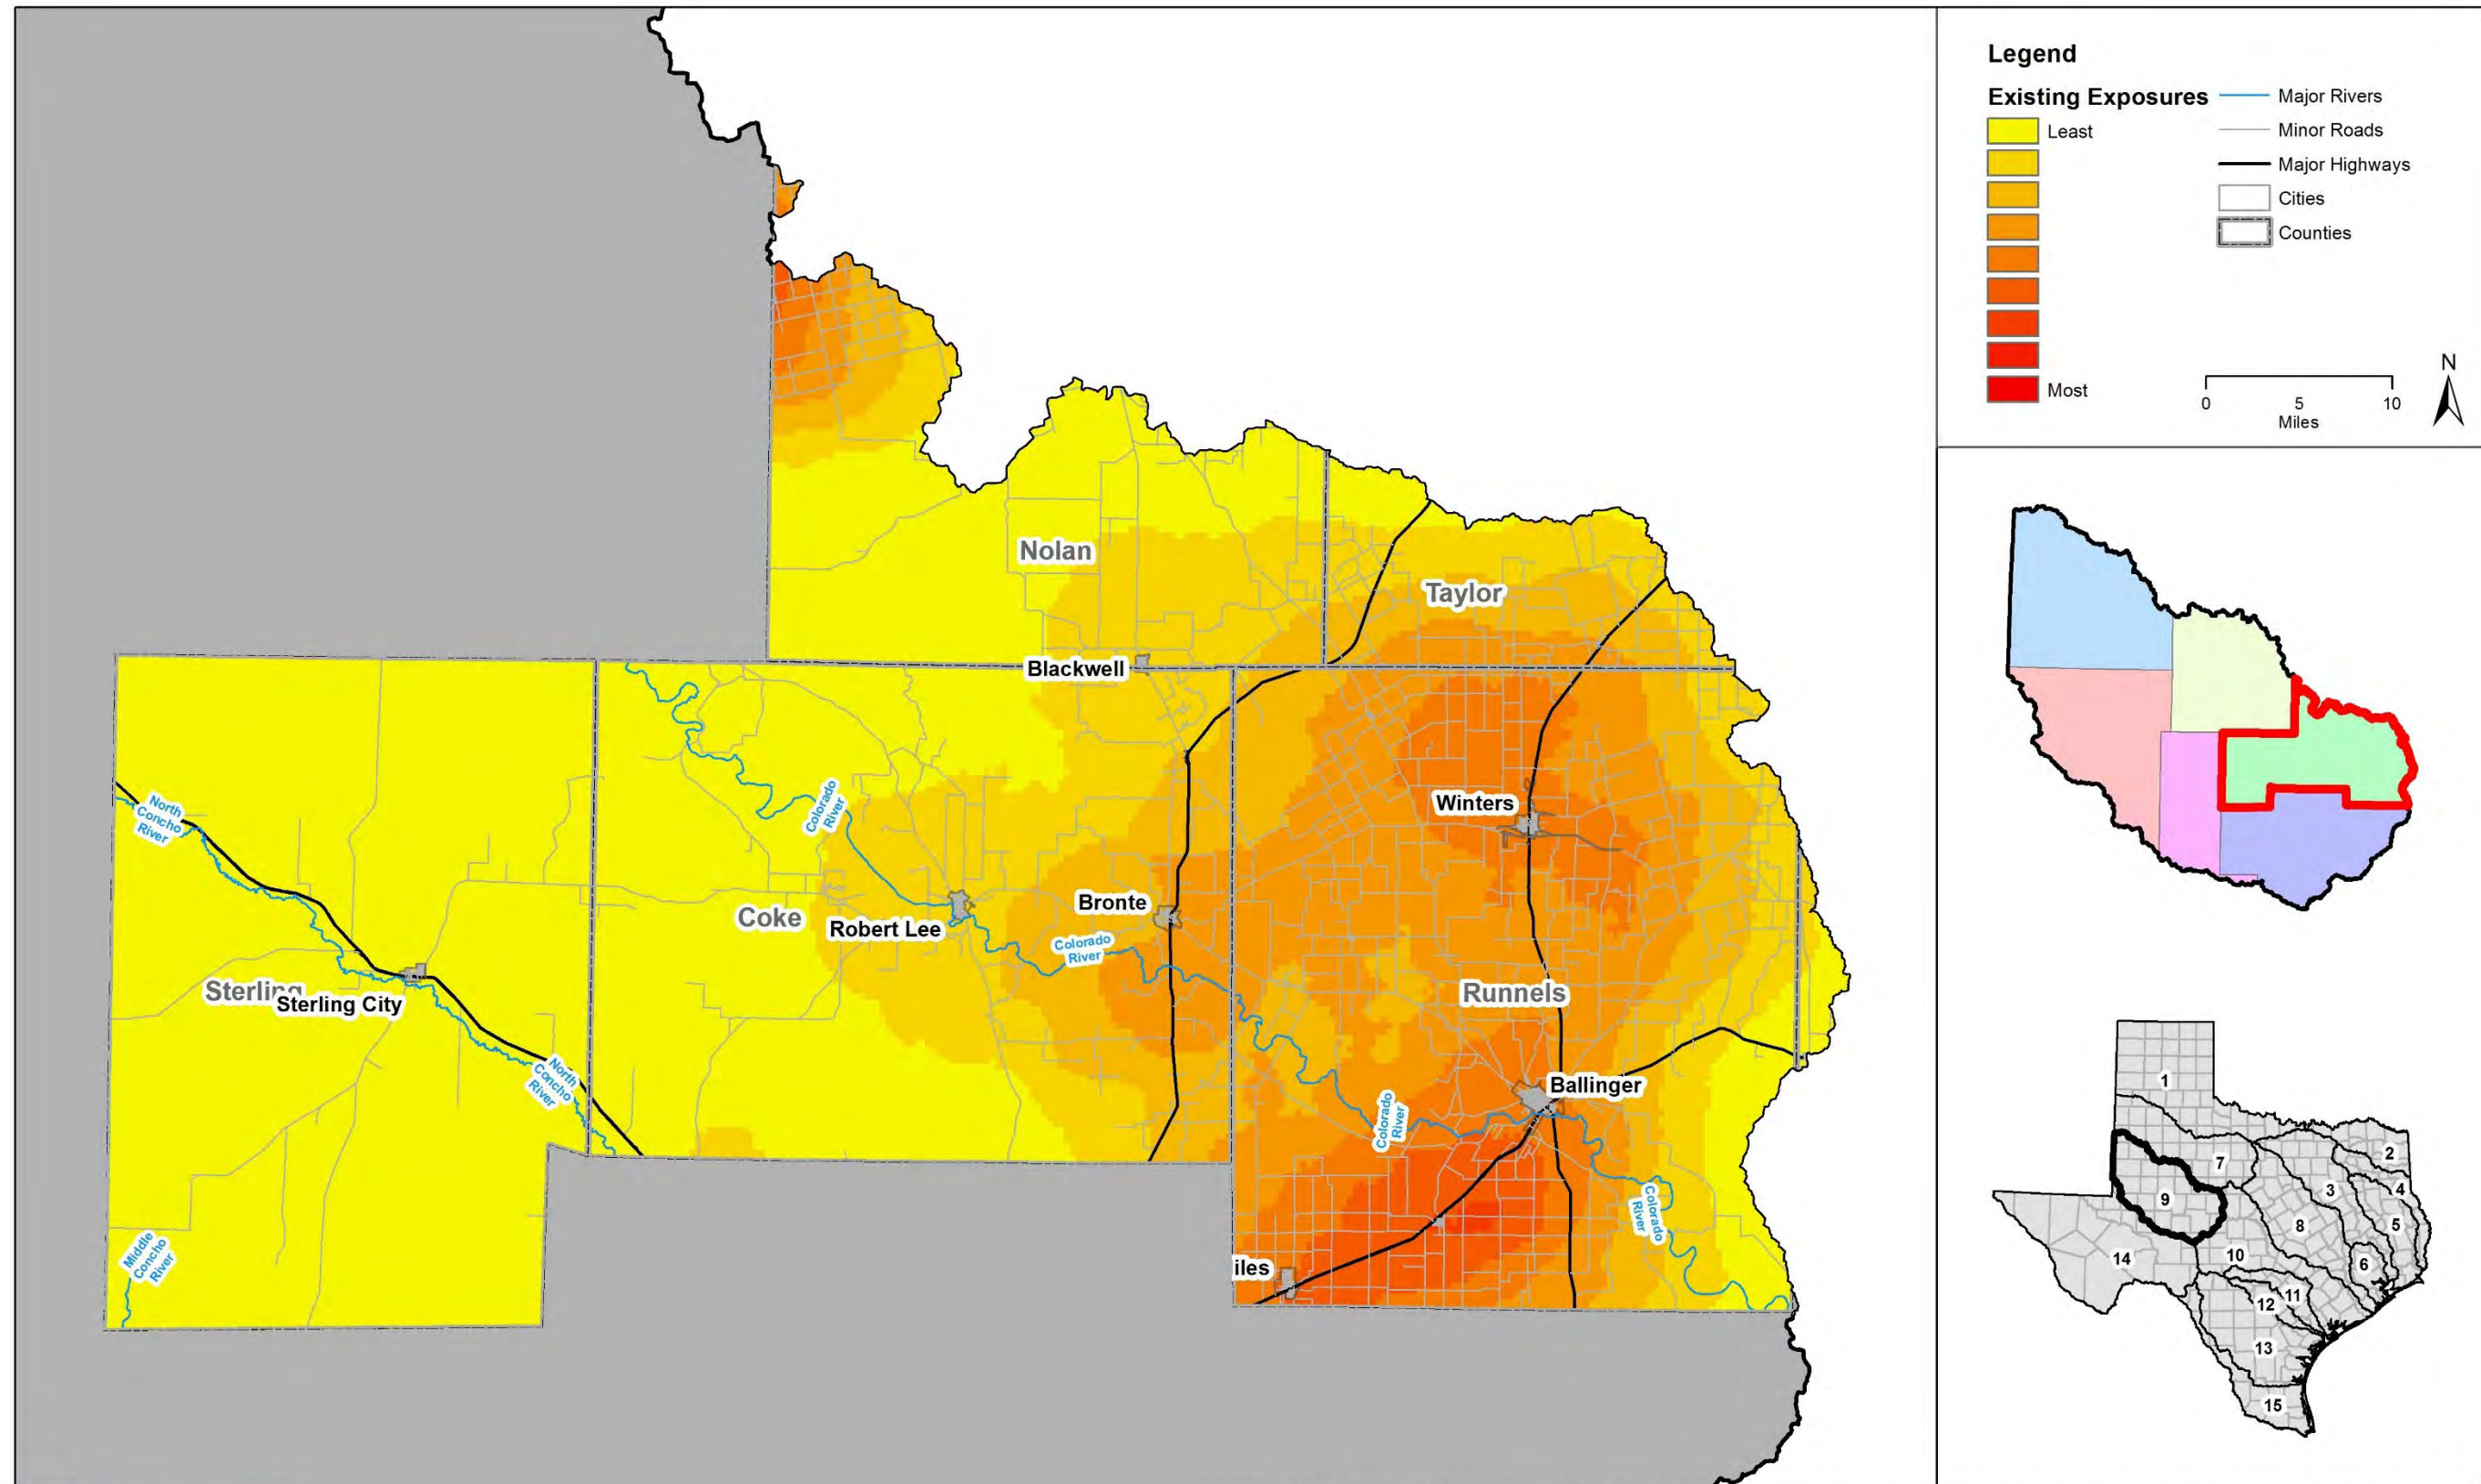 Legend
Existing Exposures
Least
Most
Major Rivers
Minor Roads
Major Highways
Cities
Counties
N
0 5 10
Miles
Nolan
Taylor
Blackwell
North
Concho
River
Colorado
River
Winters
Coke
Robert Lee
Bronte
Colorado
River
Sterling
Sterling City
Runnels
North
Concho
River
Ballinger
Colorado
River
Colorado
River
Middle
Concho
River
iles
1
2
7
3
4
9
8
5
14
10
6
11
12
13
15